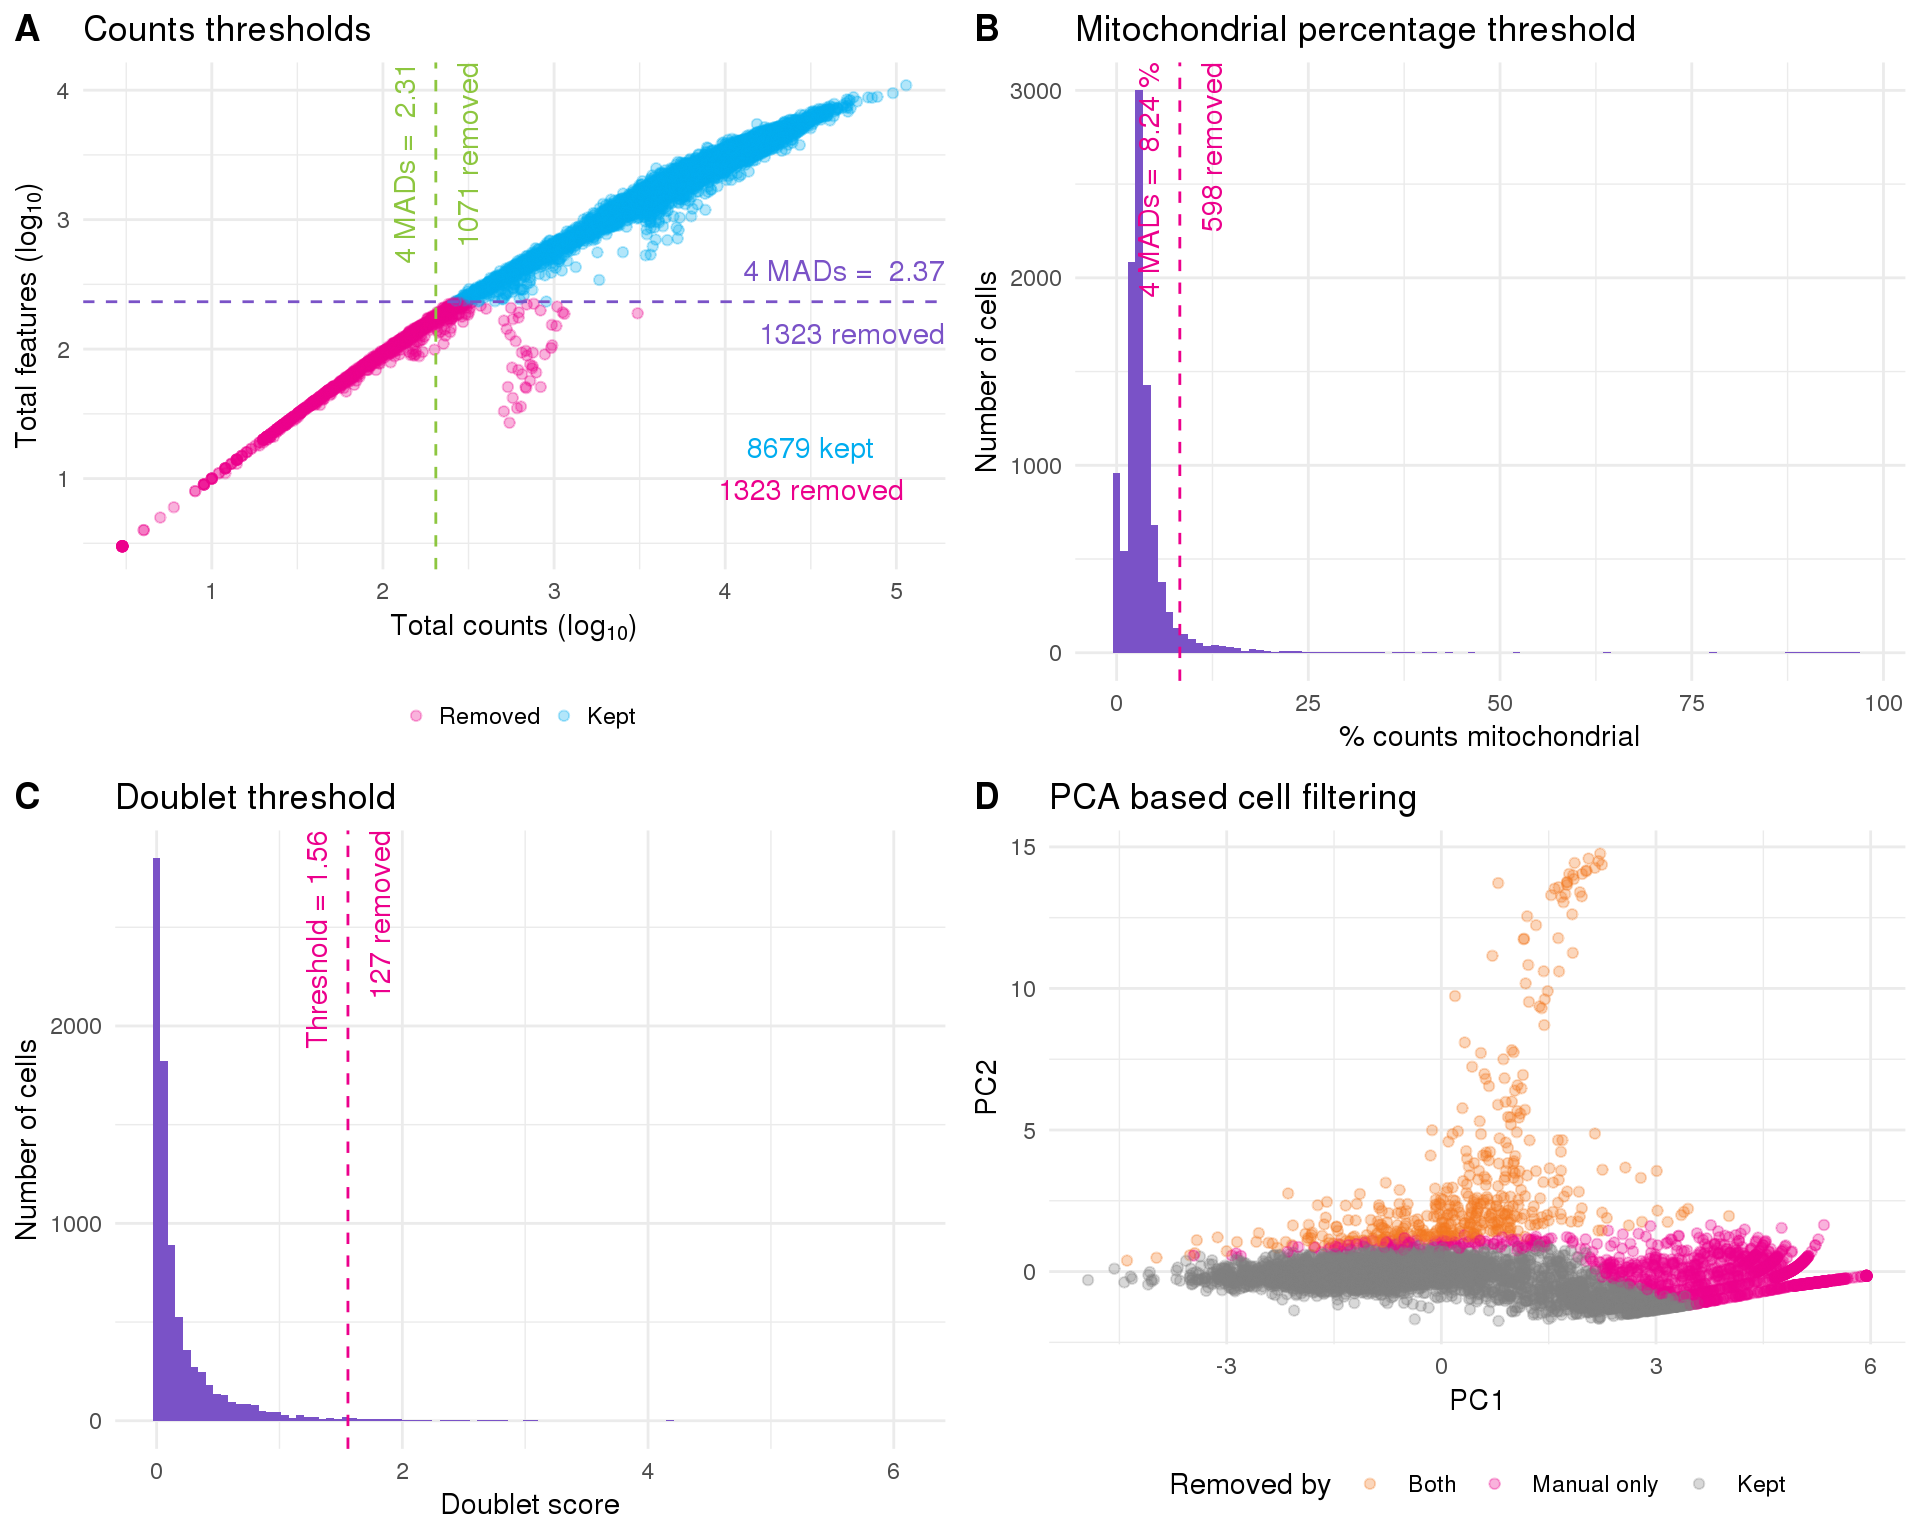 A
Counts thresholds
4 MADs =  2.31
1071 removed
4 MADs =  2.37
1323 removed
8679 kept
1323 removed
4
3
2
1
Total features (log10)
1
2
3
4
5
Total counts (log10)
Removed
Kept
B
Mitochondrial percentage threshold
4 MADs =  8.24 %
598 removed
3000
2000
1000
0
Number of cells
0
25
50
75
100
% counts mitochondrial
C
Doublet threshold
Threshold = 1.56
127 removed
2000
1000
0
Number of cells
0
2
4
6
Doublet score
D
PCA based cell filtering
15
10
5
0
PC2
-3
0
3
6
PC1
Removed by
Both
Manual only
Kept